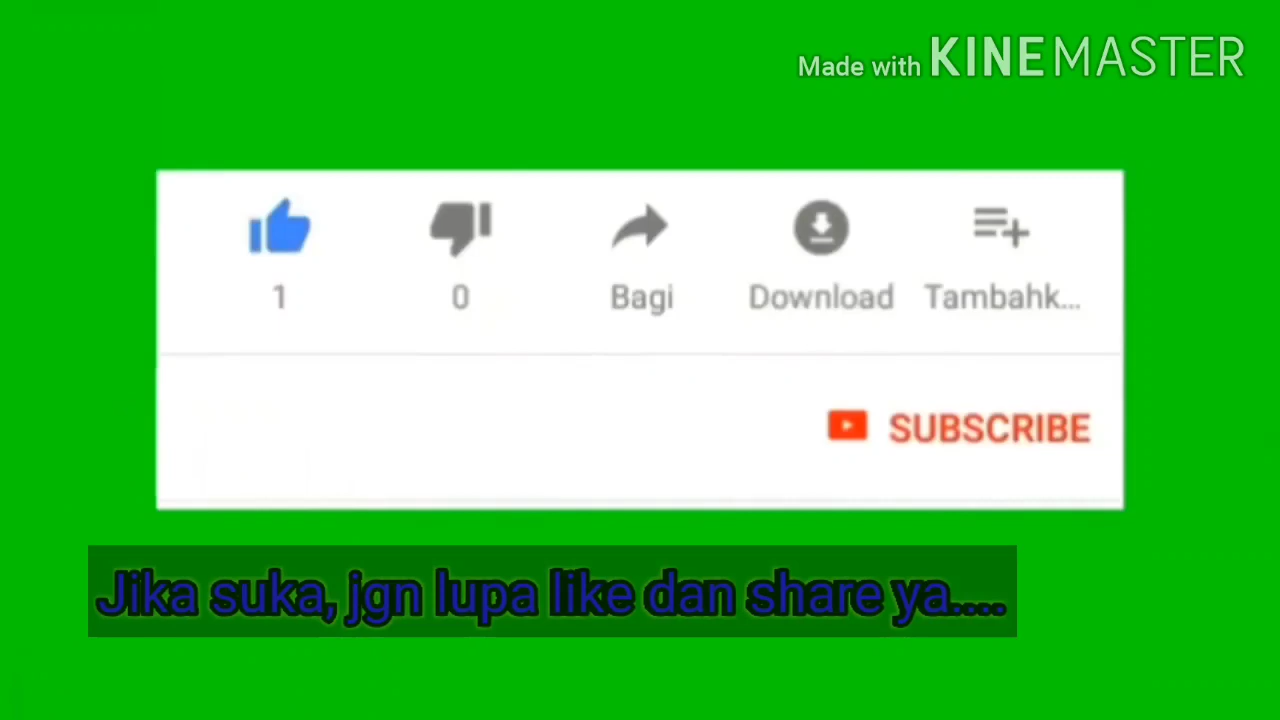 Made with KINEMASTER
1 0 Bagi Download Tambahk...
SUBSCRIBE
Jika suka, jgn lupa like dan share ya....